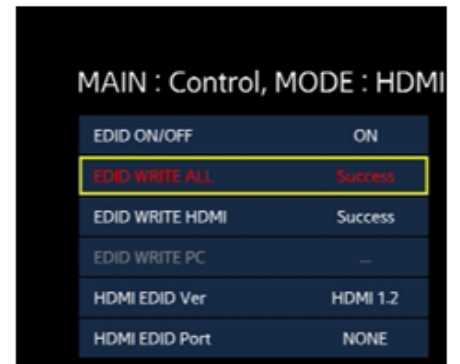 MAIN : Control, MODE : HDMI
EDID ON/OFF ON
EDID WRITE ALL Success
EDID WRITE HDMI Success
EDID WRITE PC ...
HDMI EDID Ver HDMI 1.2
HDMI EDID Port NONE